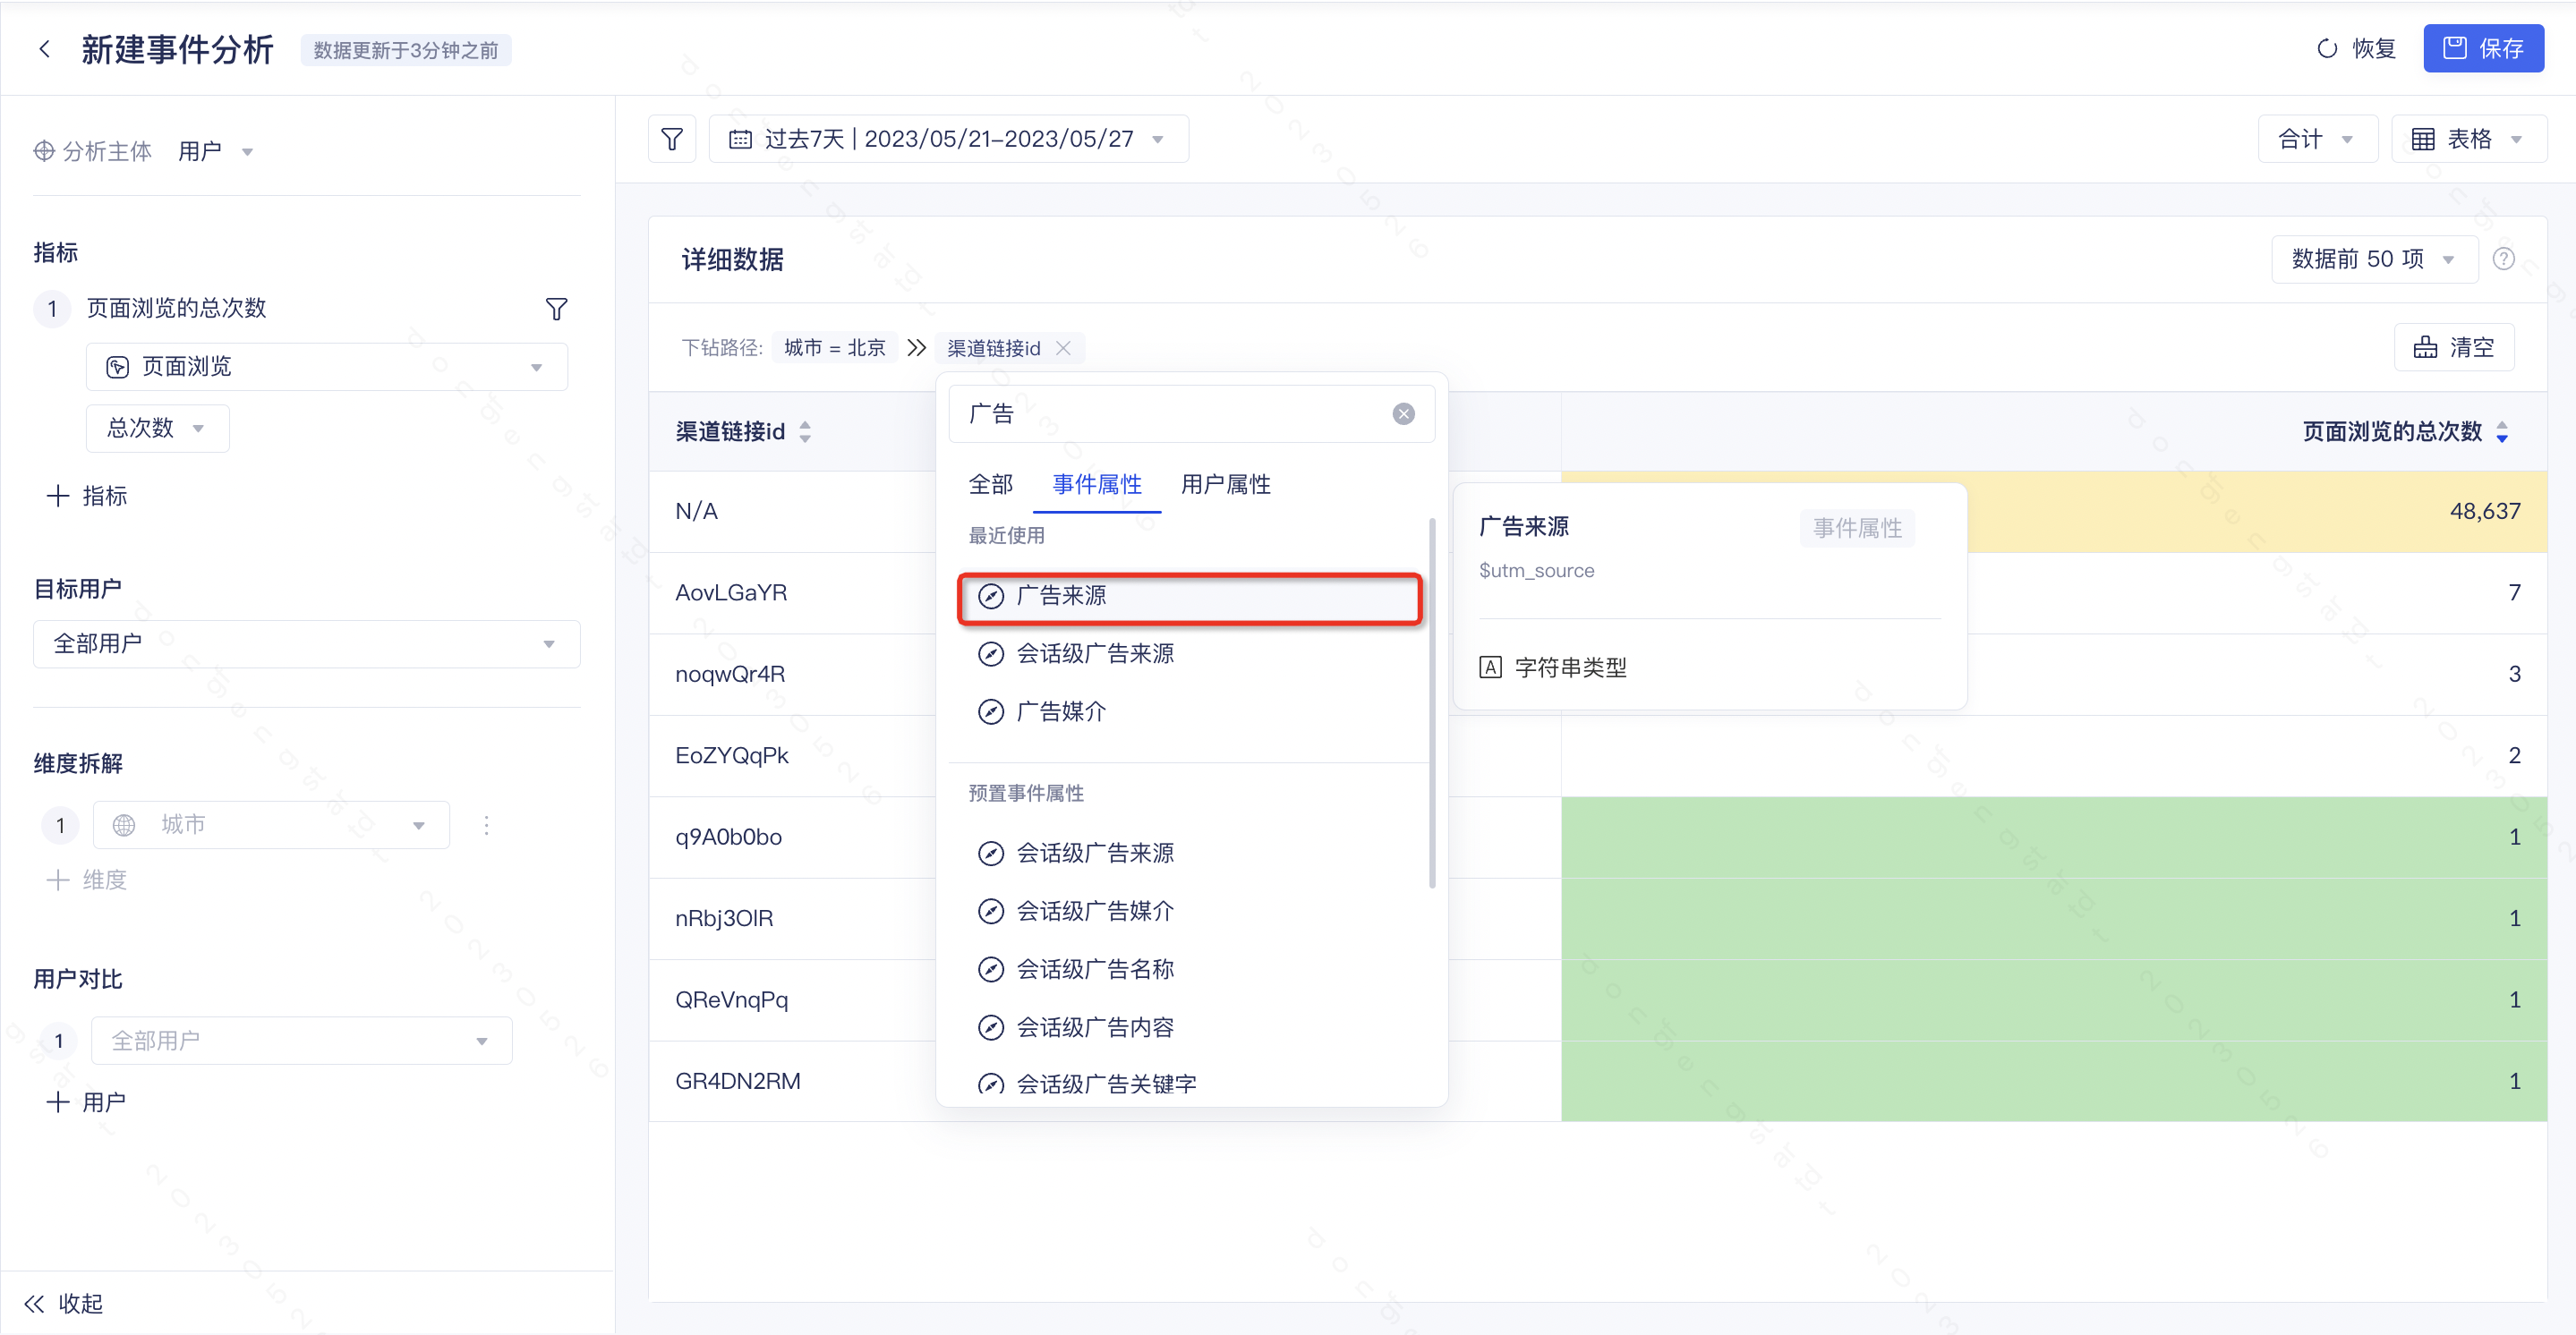 新建事件分析
数据更新于3分钟之前
恢复
保存
分析主体
用户
过去7天 | 2023/05/21-2023/05/27
合计
表格
指标
1
页面浏览的总次数
页面浏览
总次数
指标
目标用户
全部用户
维度拆解
1
城市
维度
用户对比
1
全部用户
用户
收起
详细数据
数据前 50 项
下钻路径:
城市 = 北京
渠道链接id
清空
渠道链接id
页面浏览的总次数
N/A
48,637
AovLGaYR
7
noqwQr4R
3
EoZYQqPk
2
q9A0b0bo
1
nRbj3OlR
1
QReVnqPq
1
GR4DN2RM
1
广告
全部
事件属性
用户属性
最近使用
广告来源
会话级广告来源
广告媒介
预置事件属性
会话级广告来源
会话级广告媒介
会话级广告名称
会话级广告内容
会话级广告关键字
广告来源
事件属性
$utm_source
A
字符串类型